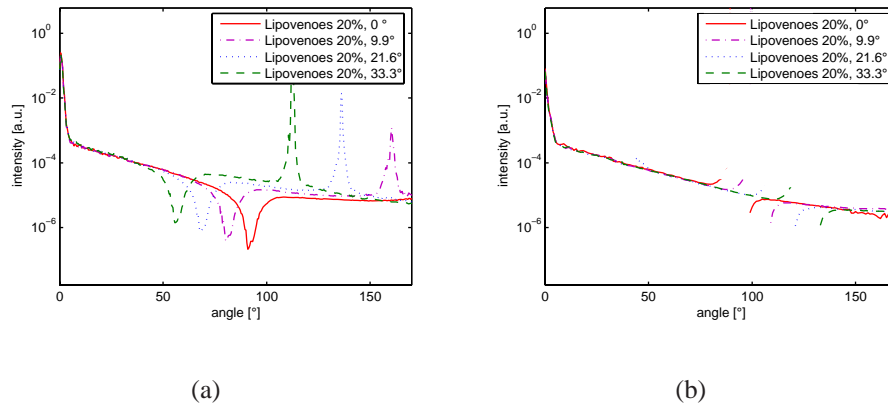 10^0
10^-2
10^-4
10^-6
intensity [a.u.]
0
50
100
150
angle [°]
Lipovenoes 20%, 0 °
Lipovenoes 20%, 9.9°
Lipovenoes 20%, 21.6°
Lipovenoes 20%, 33.3°
(a)
10^0
10^-2
10^-4
10^-6
intensity [a.u.]
0
50
100
150
angle [°]
Lipovenoes 20%, 0°
Lipovenoes 20%, 9.9°
Lipovenoes 20%, 21.6°
Lipovenoes 20%, 33.3°
(b)